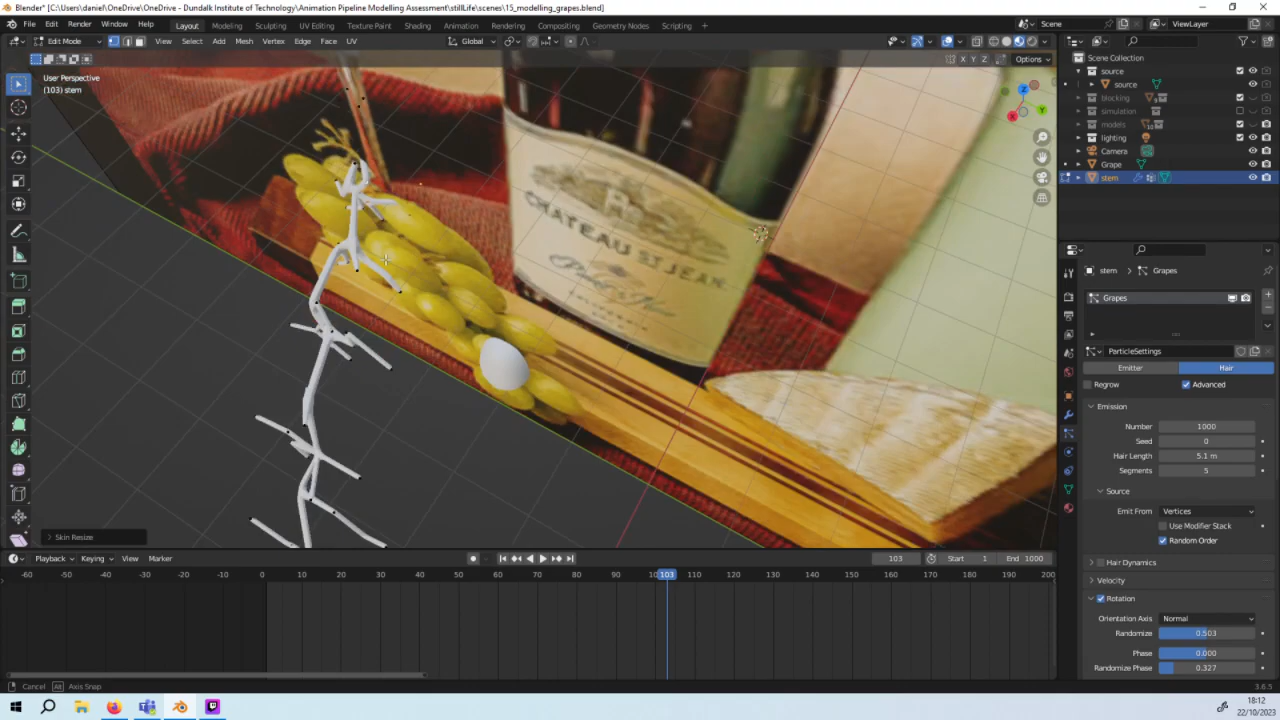 Blender* [C:\Users\daniel\OneDrive\OneDrive - Dundalk Institute of Technology\Animation Pipeline Modelling Assessment\stillLife\scenes\15_modelling_grapes.blend]
File Edit Render Window Help Layout Modeling Sculpting UV Editing Texture Paint Shading Animation Rendering Compositing Geometry Nodes Scripting + Scene ViewLayer
Edit Mode View Select Add Mesh Vertex Edge Face UV Global
X Y Z Options
User Perspective
(103) stem
Z
Y
X
CHATEAU ST JEAN
Skin Resize
Scene Collection
source
source
blocking
simulation
models
lighting
Camera
Grape
stem
stem > Grapes
Grapes
ParticleSettings
Emitter Hair
Regrow Advanced
Emission
Number 1000
Seed 0
Hair Length 5.1 m
Segments 5
Source
Emit From Vertices
Use Modifier Stack
Random Order
Hair Dynamics
Velocity
Rotation
Orientation Axis Normal
Randomize 0.503
Phase 0.000
Randomize Phase 0.327
Playback Keying View Marker 103 Start 1 End 1000
-60 -50 -40 -30 -20 -10 0 10 20 30 40 50 60 70 80 90 103 110 120 130 140 150 160 170 180 190 200
Cancel Alt Axis Snap 3.6.5
18:12
22/10/2023